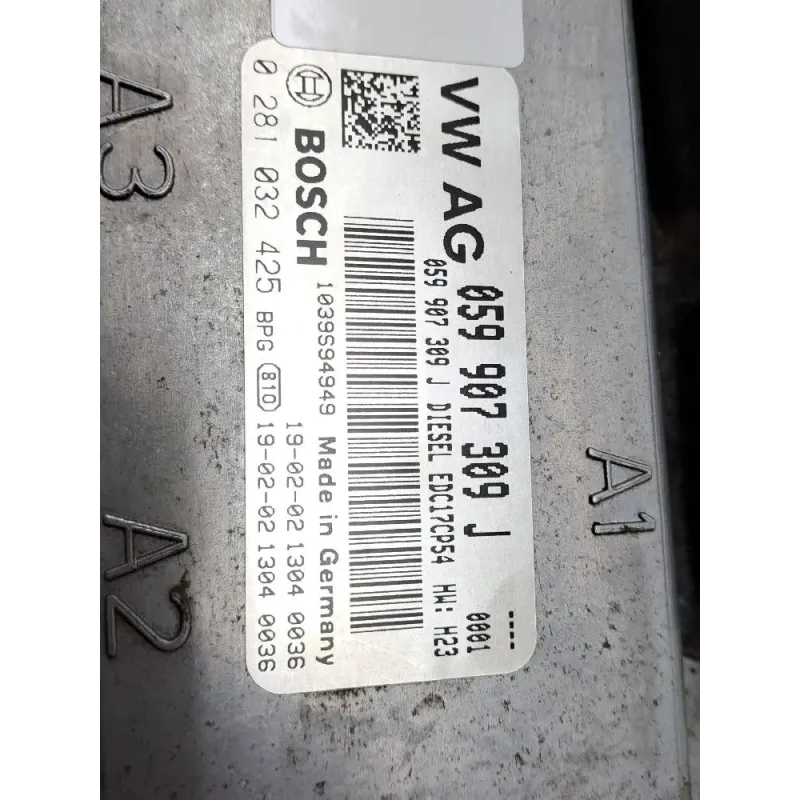 VW AG 059 907 309 J
----
0001
059 907 309 J DIESEL EDC17CP54 HW: H23
BOSCH
1039S94949 Made in Germany
19-02-02 1304 0036
0 281 032 425 BPG 810 19-02-02 1304 0036
A1
A3
A2